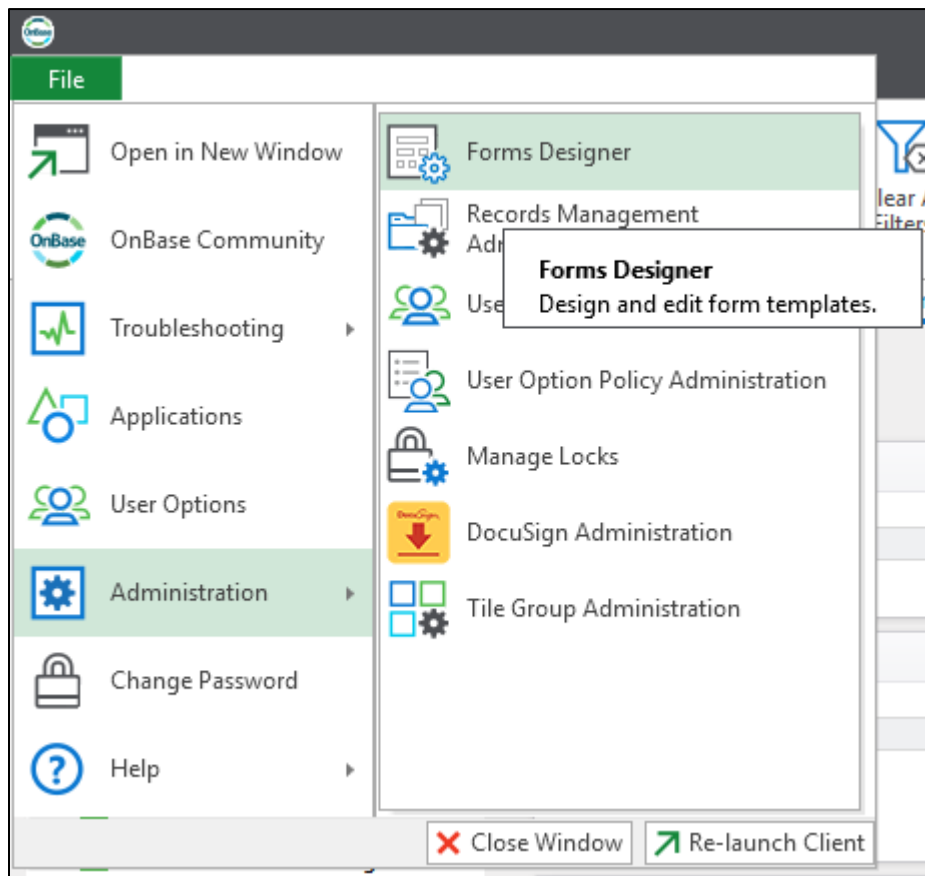 OnBase
File
Open in New Window
OnBase
OnBase Community
Troubleshooting
Applications
User Options
Administration
Change Password
Help
Forms Designer
Records Management
Forms Designer
Design and edit form templates.
User Option Policy Administration
Manage Locks
DocuSign
DocuSign Administration
Tile Group Administration
Close Window
Re-launch Client